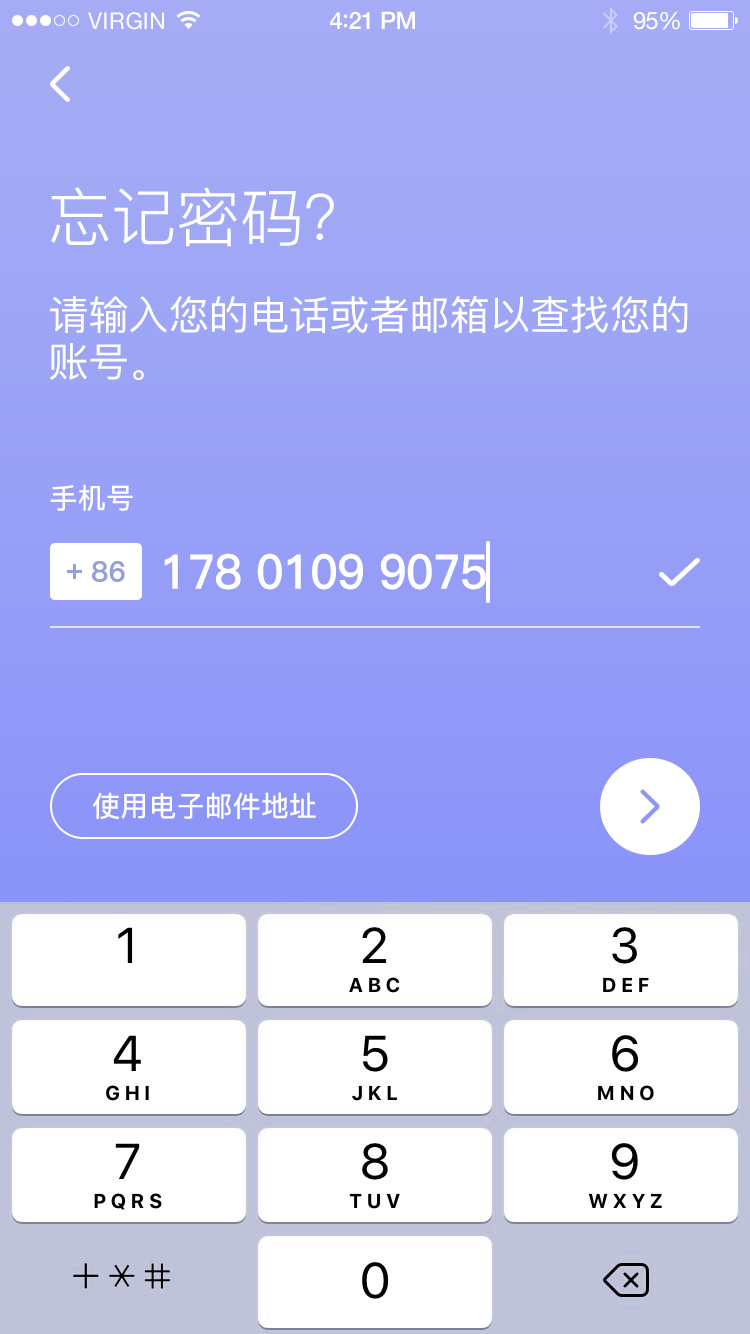 VIRGIN 4:21 PM 95%
忘记密码?
请输入您的电话或者邮箱以查找您的
账号。
手机号
+ 86 178 0109 9075
使用电子邮件地址
1 2 3
ABC DEF
4 5 6
GHI JKL MNO
7 8 9
PQRS TUV WXYZ
+*# 0